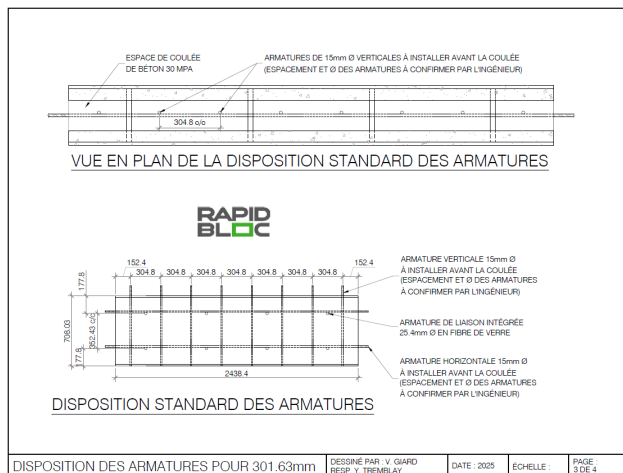 ESPACE DE COULÉE
DE BÉTON 30 MPA
ARMATURES DE 15mm Ø VERTICALES À INSTALLER AVANT LA COULÉE
(ESPACEMENT ET Ø DES ARMATURES À CONFIRMER PAR L'INGÉNIEUR)
304.8 c/c
VUE EN PLAN DE LA DISPOSITION STANDARD DES ARMATURES
RAPID
BLOC
152.4
304.8 304.8 304.8 304.8 304.8 304.8 304.8
152.4
177.8
708.03
352.43 c/c
177.8
2438.4
ARMATURE VERTICALE 15mm Ø
À INSTALLER AVANT LA COULÉE
(ESPACEMENT ET Ø DES ARMATURES
À CONFIRMER PAR L'INGÉNIEUR)
ARMATURE DE LIAISON INTÉGRÉE
25.4mm Ø EN FIBRE DE VERRE
ARMATURE HORIZONTALE 15mm Ø
À INSTALLER AVANT LA COULÉE
(ESPACEMENT ET Ø DES ARMATURES
À CONFIRMER PAR L'INGÉNIEUR)
DISPOSITION STANDARD DES ARMATURES
DISPOSITION DES ARMATURES POUR 301.63mm
DESSINÉ PAR : V. GIARD
RESP. Y. TREMBLAY
DATE : 2025
ÉCHELLE :
PAGE :
3 DE 4